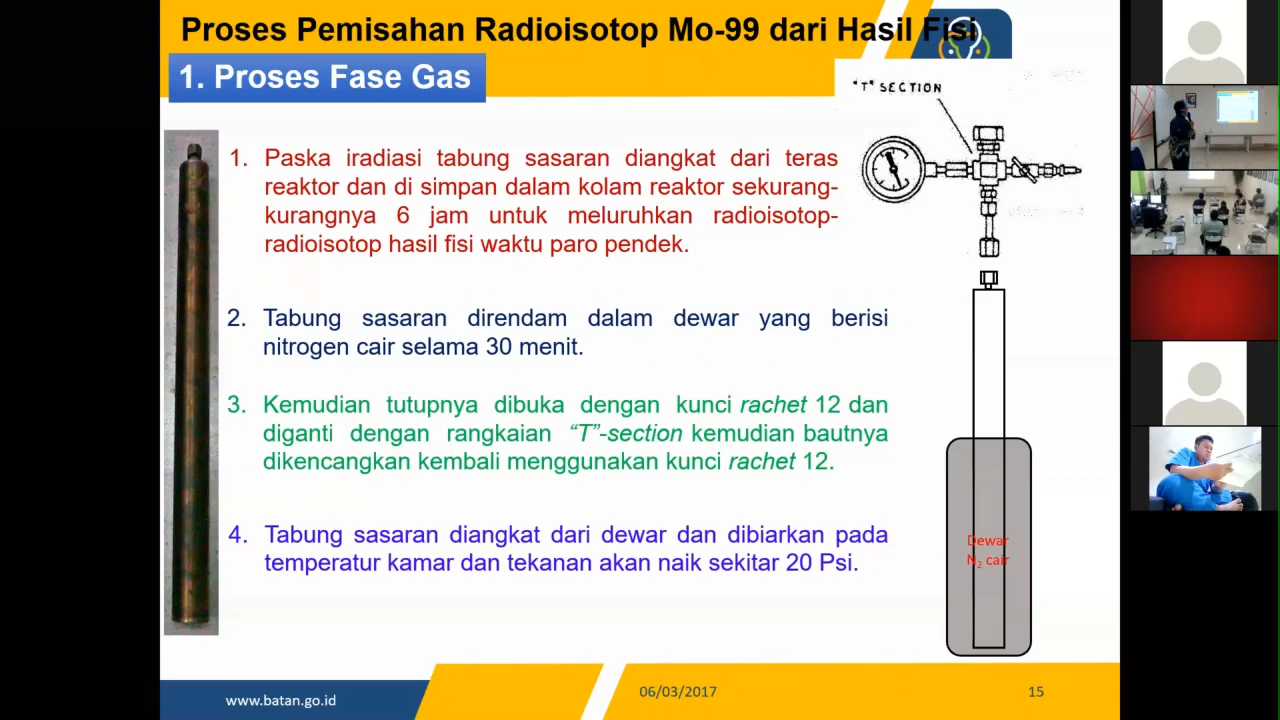 Proses Pemisahan Radioisotop Mo-99 dari Hasil Fisi
1. Proses Fase Gas
"T" SECTION
1. Paska iradiasi tabung sasaran diangkat dari teras
reaktor dan di simpan dalam kolam reaktor sekurang-
kurangnya 6 jam untuk meluruhkan radioisotop-
radioisotop hasil fisi waktu paro pendek.
2. Tabung sasaran direndam dalam dewar yang berisi
nitrogen cair selama 30 menit.
3. Kemudian tutupnya dibuka dengan kunci rachet 12 dan
diganti dengan rangkaian “T”-section kemudian bautnya
dikencangkan kembali menggunakan kunci rachet 12.
4. Tabung sasaran diangkat dari dewar dan dibiarkan pada
temperatur kamar dan tekanan akan naik sekitar 20 Psi.
Dewar
N₂ cair
www.batan.go.id
06/03/2017
15